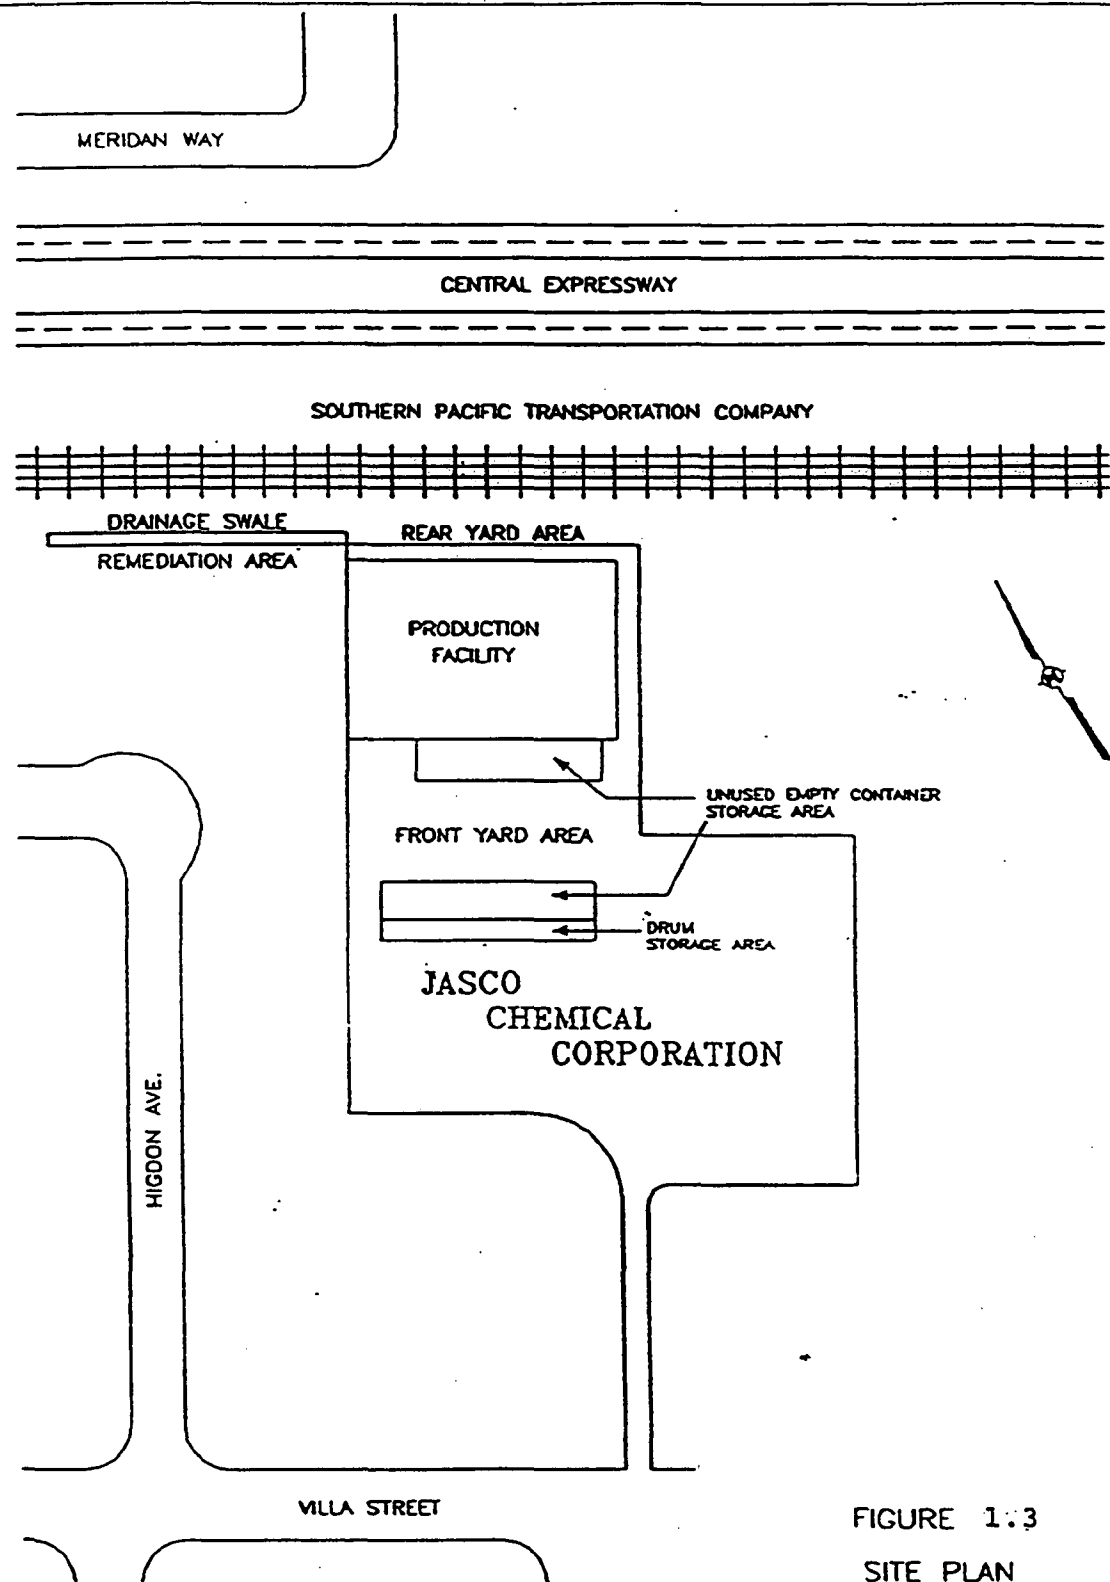 MERIDAN WAY
CENTRAL EXPRESSWAY
SOUTHERN PACIFIC TRANSPORTATION COMPANY
DRAINAGE SWALE
REMEDIATION AREA
REAR YARD AREA
PRODUCTION
FACILITY
UNUSED EMPTY CONTAINER
STORAGE AREA
FRONT YARD AREA
DRUM
STORAGE AREA
JASCO
CHEMICAL
CORPORATION
HIGDON AVE.
VILLA STREET
FIGURE 1.3
SITE PLAN